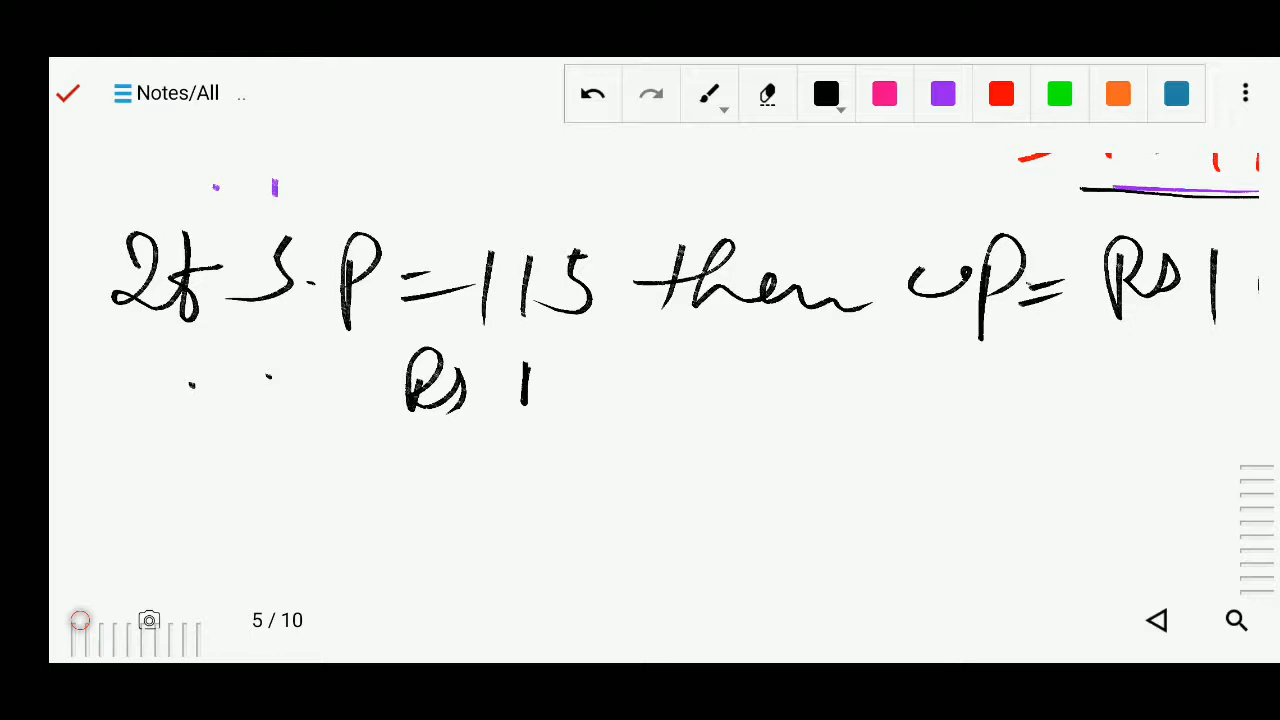 Notes/All ..
If S.P = 115 then CP = Rs 1
" " Rs 1
5 / 10